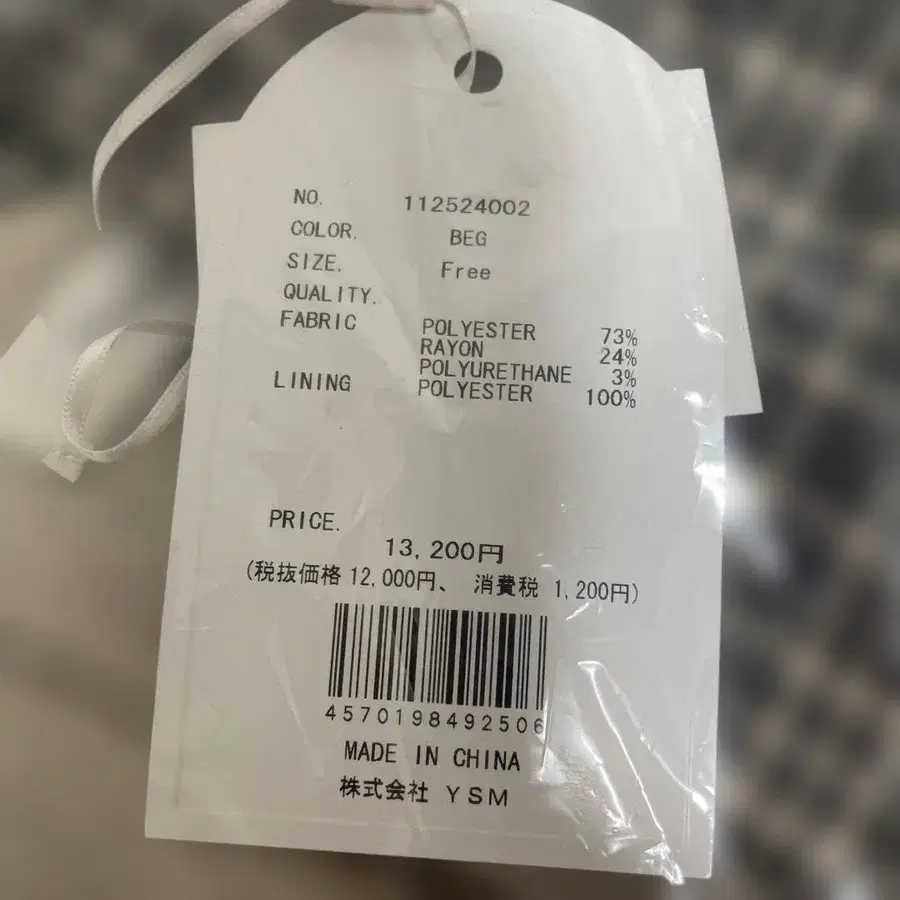 NO. 112524002
COLOR. BEG
SIZE. Free
QUALITY.
FABRIC POLYESTER 73%
RAYON 24%
POLYURETHANE 3%
LINING POLYESTER 100%
PRICE.
13,200円
(税抜価格 12,000円、 消費税 1,200円)
4570198492506
MADE IN CHINA
株式会社 YSM